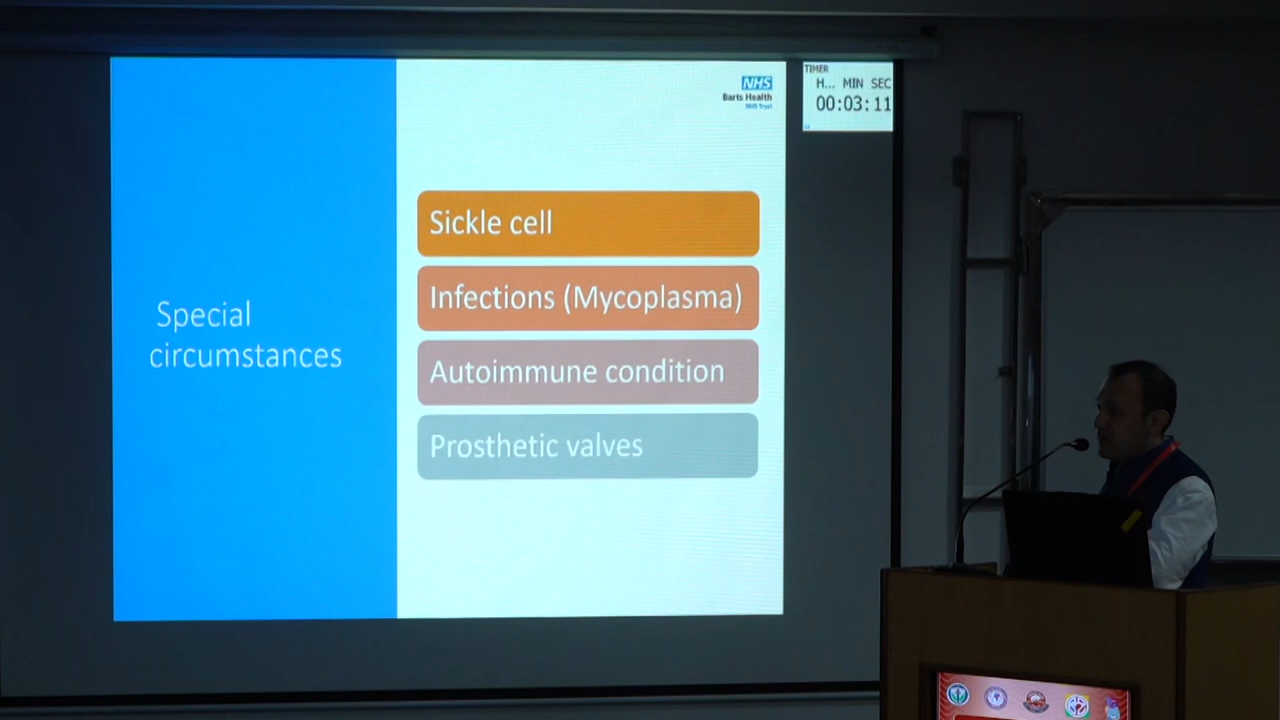 Special
circumstances
NHS
Barts Health
NHS Trust
Sickle cell
Infections (Mycoplasma)
Autoimmune condition
Prosthetic valves
TIMER
H... MIN SEC
00:03:11